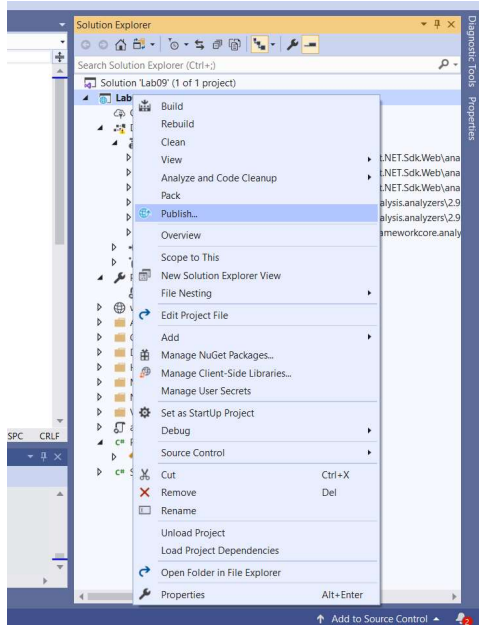 Solution Explorer
Search Solution Explorer (Ctrl+;)
Solution 'Lab09' (1 of 1 project)
Lab
Build
Rebuild
Clean
View
t.NET.Sdk.Web\ana
Analyze and Code Cleanup
t.NET.Sdk.Web\ana
Pack
t.NET.Sdk.Web\ana
alysis.analyzers\2.9
Publish...
alysis.analyzers\2.9
Overview
ameworkcore.analy
Scope to This
New Solution Explorer View
File Nesting
Edit Project File
Add
Manage NuGet Packages...
Manage Client-Side Libraries...
Manage User Secrets
Set as StartUp Project
Debug
Source Control
Cut Ctrl+X
Remove Del
Rename
Unload Project
Load Project Dependencies
Open Folder in File Explorer
Properties Alt+Enter
SPC CRLF
C#
C# S
Add to Source Control
2
Diagnostic Tools
Properties